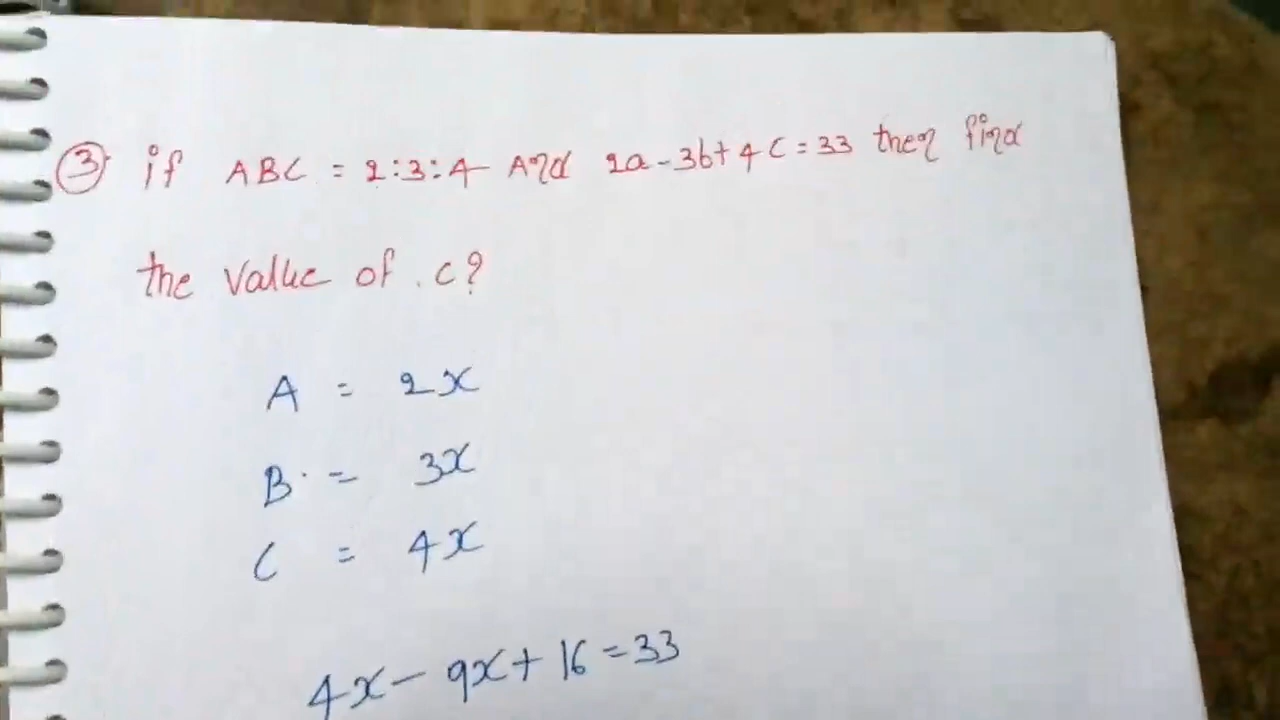 ③ if ABC = 2:3:4 And 2a-3b+4C=33 then find
the value of c?
A = 2x
B = 3x
C = 4x
4x - 9x + 16 = 33